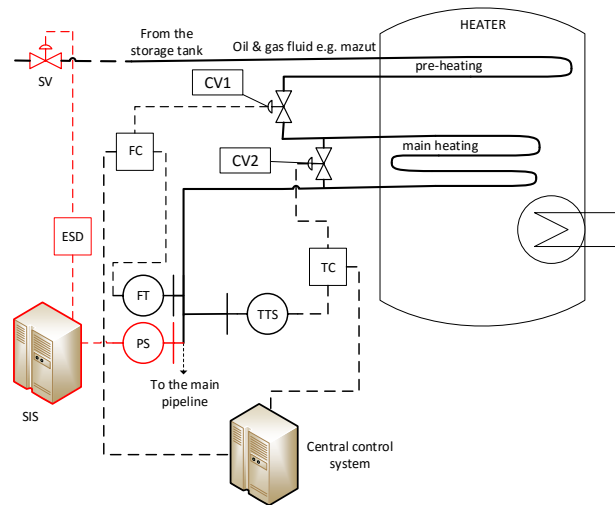 From the
storage tank
Oil & gas fluid e.g. mazut
HEATER
SV
pre-heating
CV1
FC
CV2
main heating
ESD
TC
FT
TTS
PS
To the main
pipeline
SIS
Central control
system